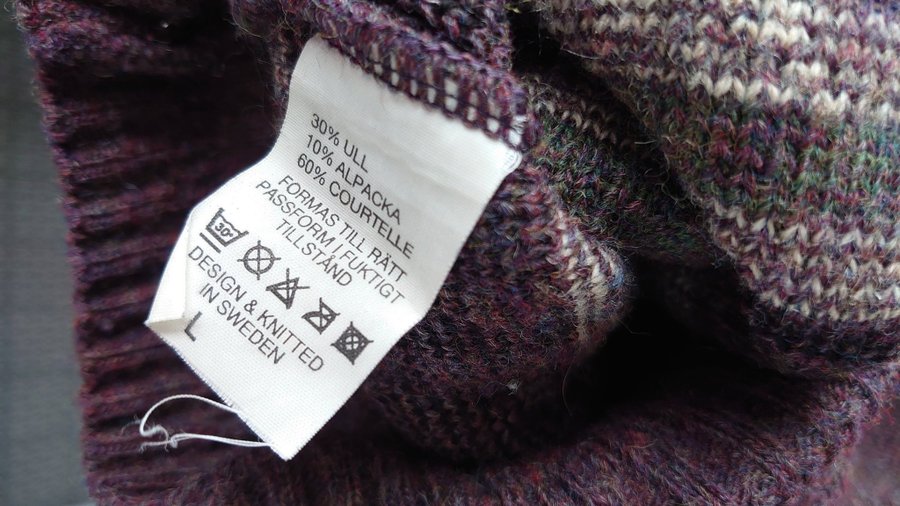 30% ULL
10% ALPACKA
60% COURTELLE
FORMAS TILL RÄTT
PASSFORM I FUKTIGT
TILLSTÅND
30°
DESIGN & KNITTED
IN SWEDEN
L